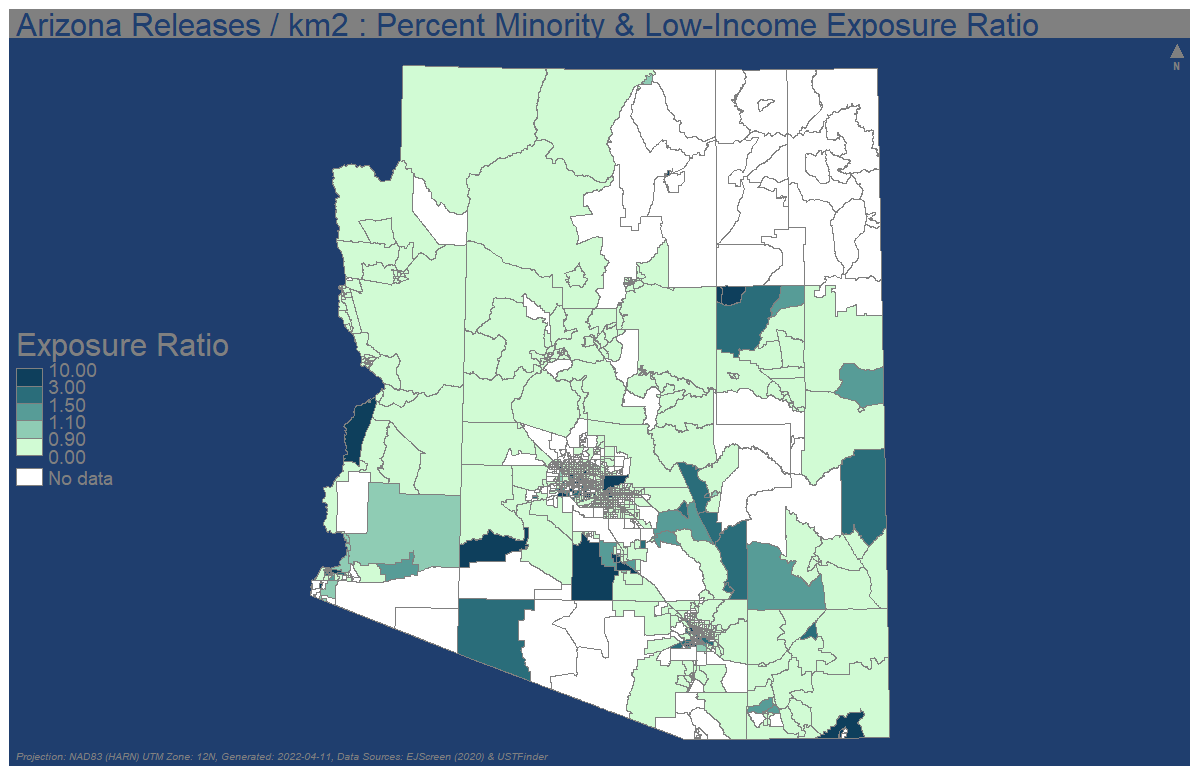 Arizona Releases / km2 : Percent Minority & Low-Income Exposure Ratio
N
Exposure Ratio
10.00
3.00
1.50
1.10
0.90
0.00
No data
Projection: NAD83 (HARN) UTM Zone: 12N, Generated: 2022-04-11, Data Sources: EJScreen (2020) & USTFinder